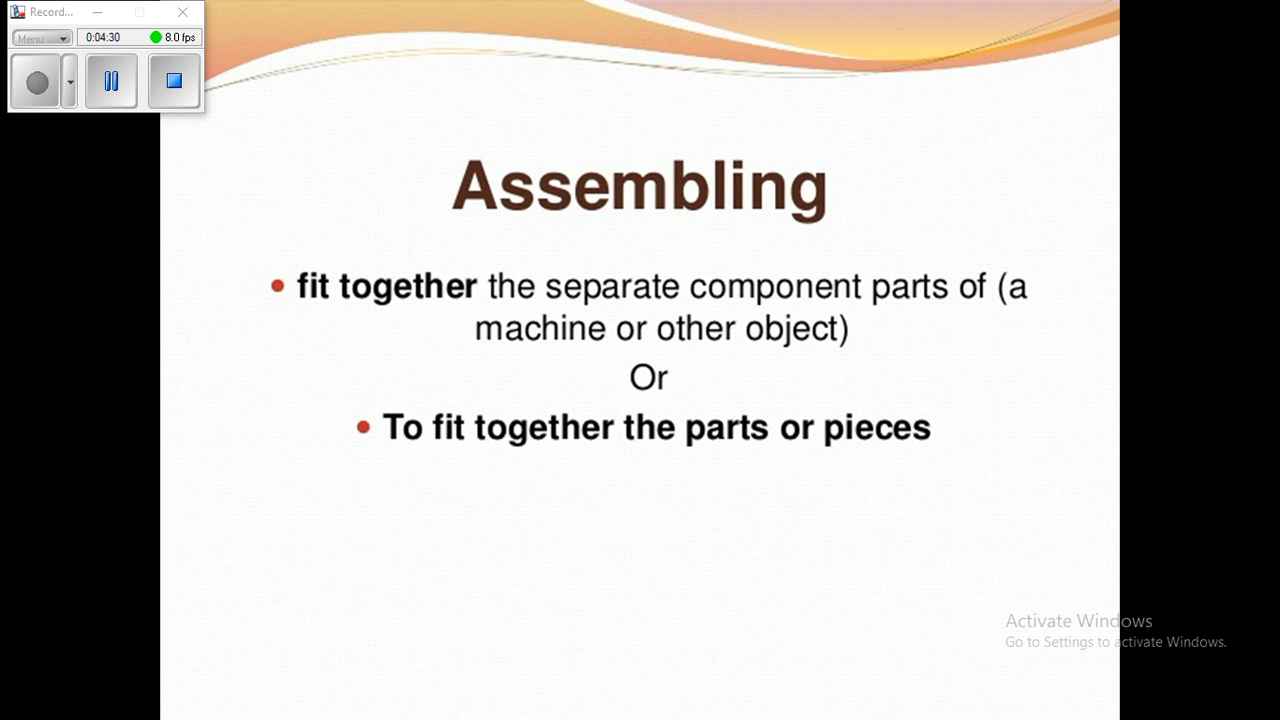 Record...
Menu
0:04:30
8.0 fps
Assembling
• fit together the separate component parts of (a
machine or other object)
Or
• To fit together the parts or pieces
Activate Windows
Go to Settings to activate Windows.